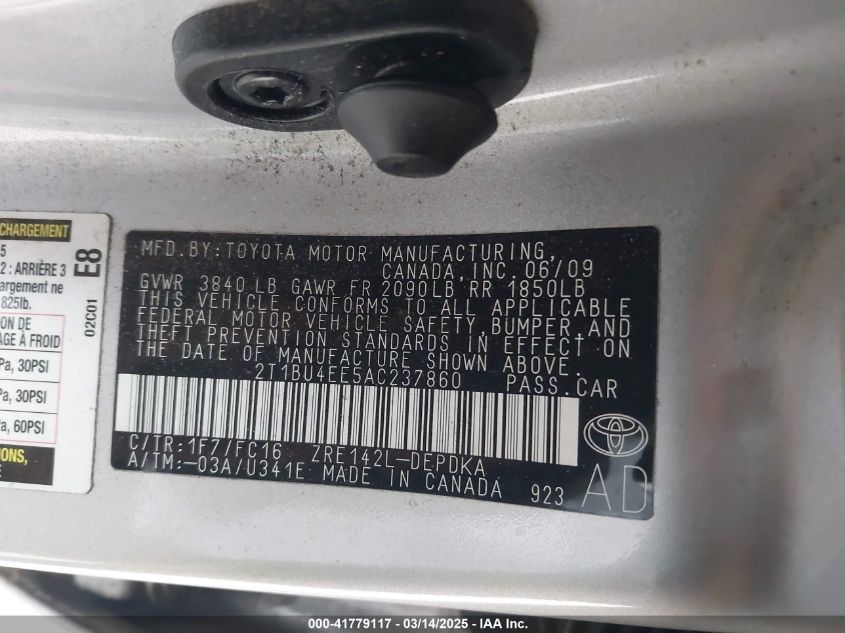 CHARGEMENT
5
2 : ARRIÈRE 3
chargement ne
825lb.
E8
02C01
ION DE
AGE À FROID
Pa, 30PSI
Pa, 30PSI
a, 60PSI
IONS,
E
MFD. BY: TOYOTA MOTOR MANUFACTURING,
CANADA, INC. 06/09
GVWR 3840 LB GAWR FR 2090LB RR 1850LB
THIS VEHICLE CONFORMS TO ALL APPLICABLE
FEDERAL MOTOR VEHICLE SAFETY, BUMPER, AND
THEFT PREVENTION STANDARDS IN EFFECT ON
THE DATE OF MANUFACTURE SHOWN ABOVE.
2T1BU4EE5AC237860 PASS.CAR
C/TR:1F7/FC16 ZRE142L-DEPDKA
A/TM:-03A/U341E MADE IN CANADA 923
AD
000-41779117 - 03/14/2025 - IAA Inc.